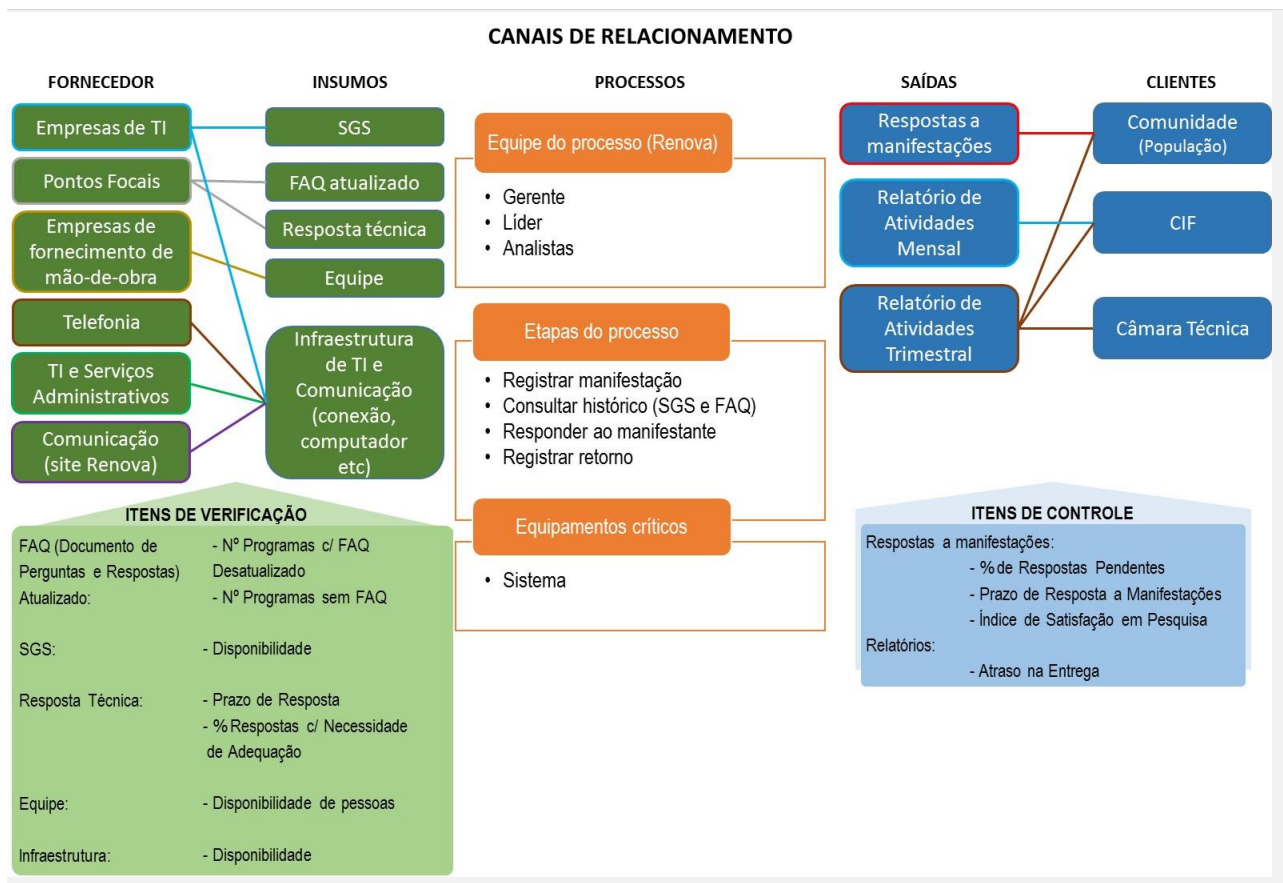 CANAIS DE RELACIONAMENTO
FORNECEDOR
INSUMOS
PROCESSOS
SAÍDAS
CLIENTES
Empresas de TI
Pontos Focais
Empresas de
fornecimento de
mão-de-obra
Telefonia
TI e Serviços
Administrativos
Comunicação
(site Renova)
SGS
FAQ atualizado
Resposta técnica
Equipe
Infraestrutura
de TI e
Comunicação
(conexão,
computador
etc)
Equipe do processo (Renova)
• Gerente
• Líder
• Analistas
Etapas do processo
• Registrar manifestação
• Consultar histórico (SGS e FAQ)
• Responder ao manifestante
• Registrar retorno
Equipamentos críticos
• Sistema
Respostas a
manifestações
Relatório de
Atividades
Mensal
Relatório de
Atividades
Trimestral
Comunidade
(População)
CIF
Câmara Técnica
ITENS DE VERIFICAÇÃO
FAQ (Documento de - Nº Programas c/ FAQ
Perguntas e Respostas) Desatualizado
Atualizado: - Nº Programas sem FAQ
SGS: - Disponibilidade
Resposta Técnica: - Prazo de Resposta
- % Respostas c/ Necessidade
de Adequação
Equipe: - Disponibilidade de pessoas
Infraestrutura: - Disponibilidade
ITENS DE CONTROLE
Respostas a manifestações:
- % de Respostas Pendentes
- Prazo de Resposta a Manifestações
- Índice de Satisfação em Pesquisa
Relatórios:
- Atraso na Entrega